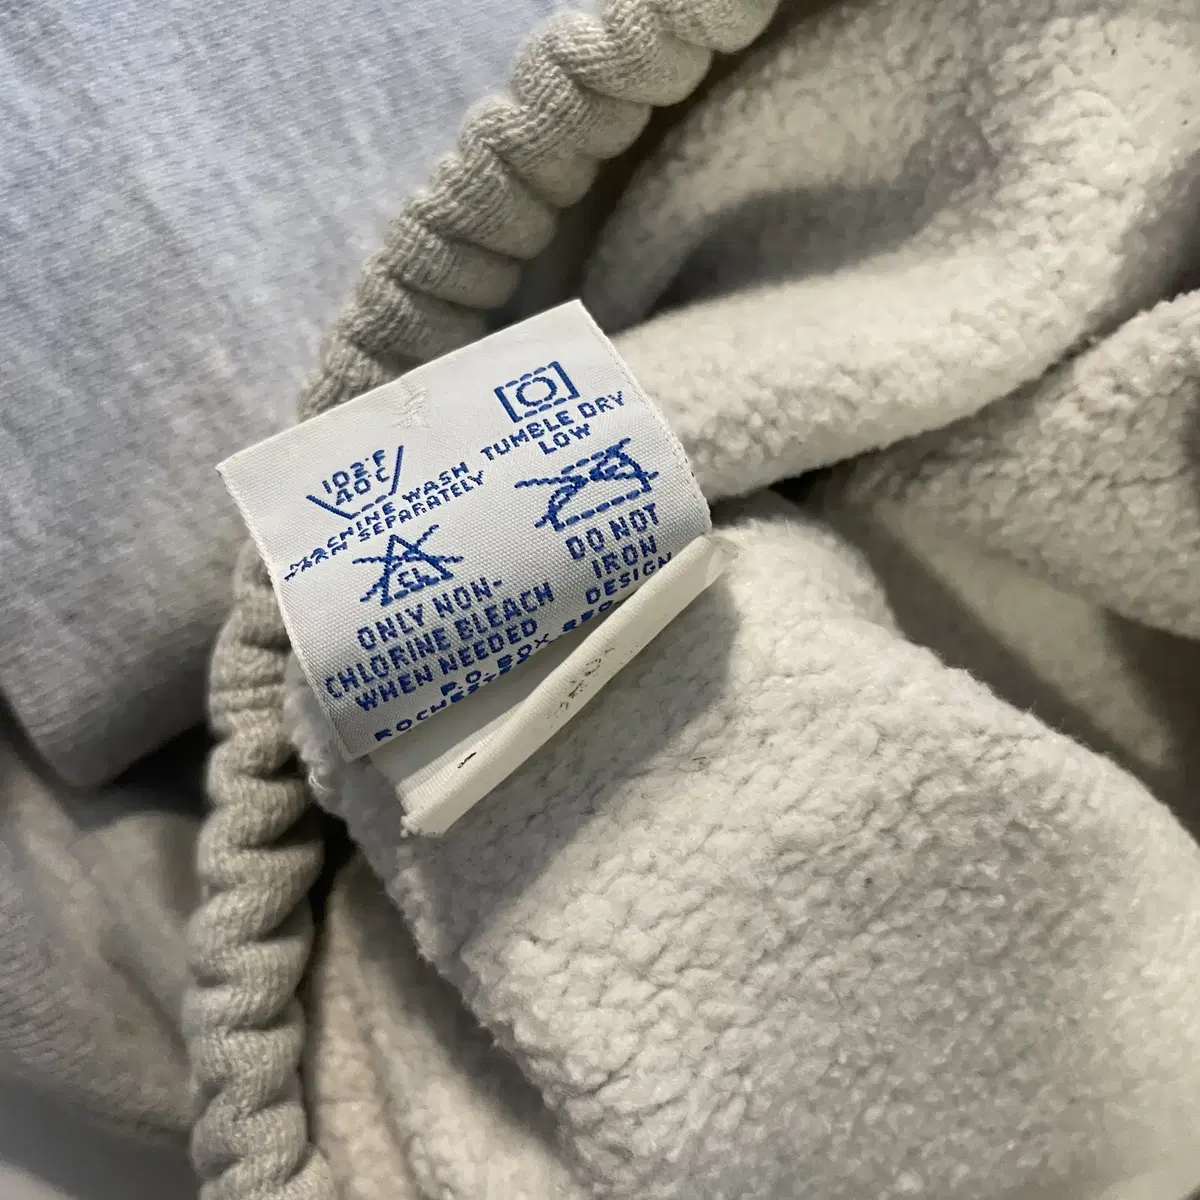 102°F
40°C
MACHINE WASH
WARM SEPARATELY
TUMBLE DRY
LOW
CL
ONLY NON-
CHLORINE BLEACH
WHEN NEEDED
DO NOT
IRON
DESIGN
P.O. BOX